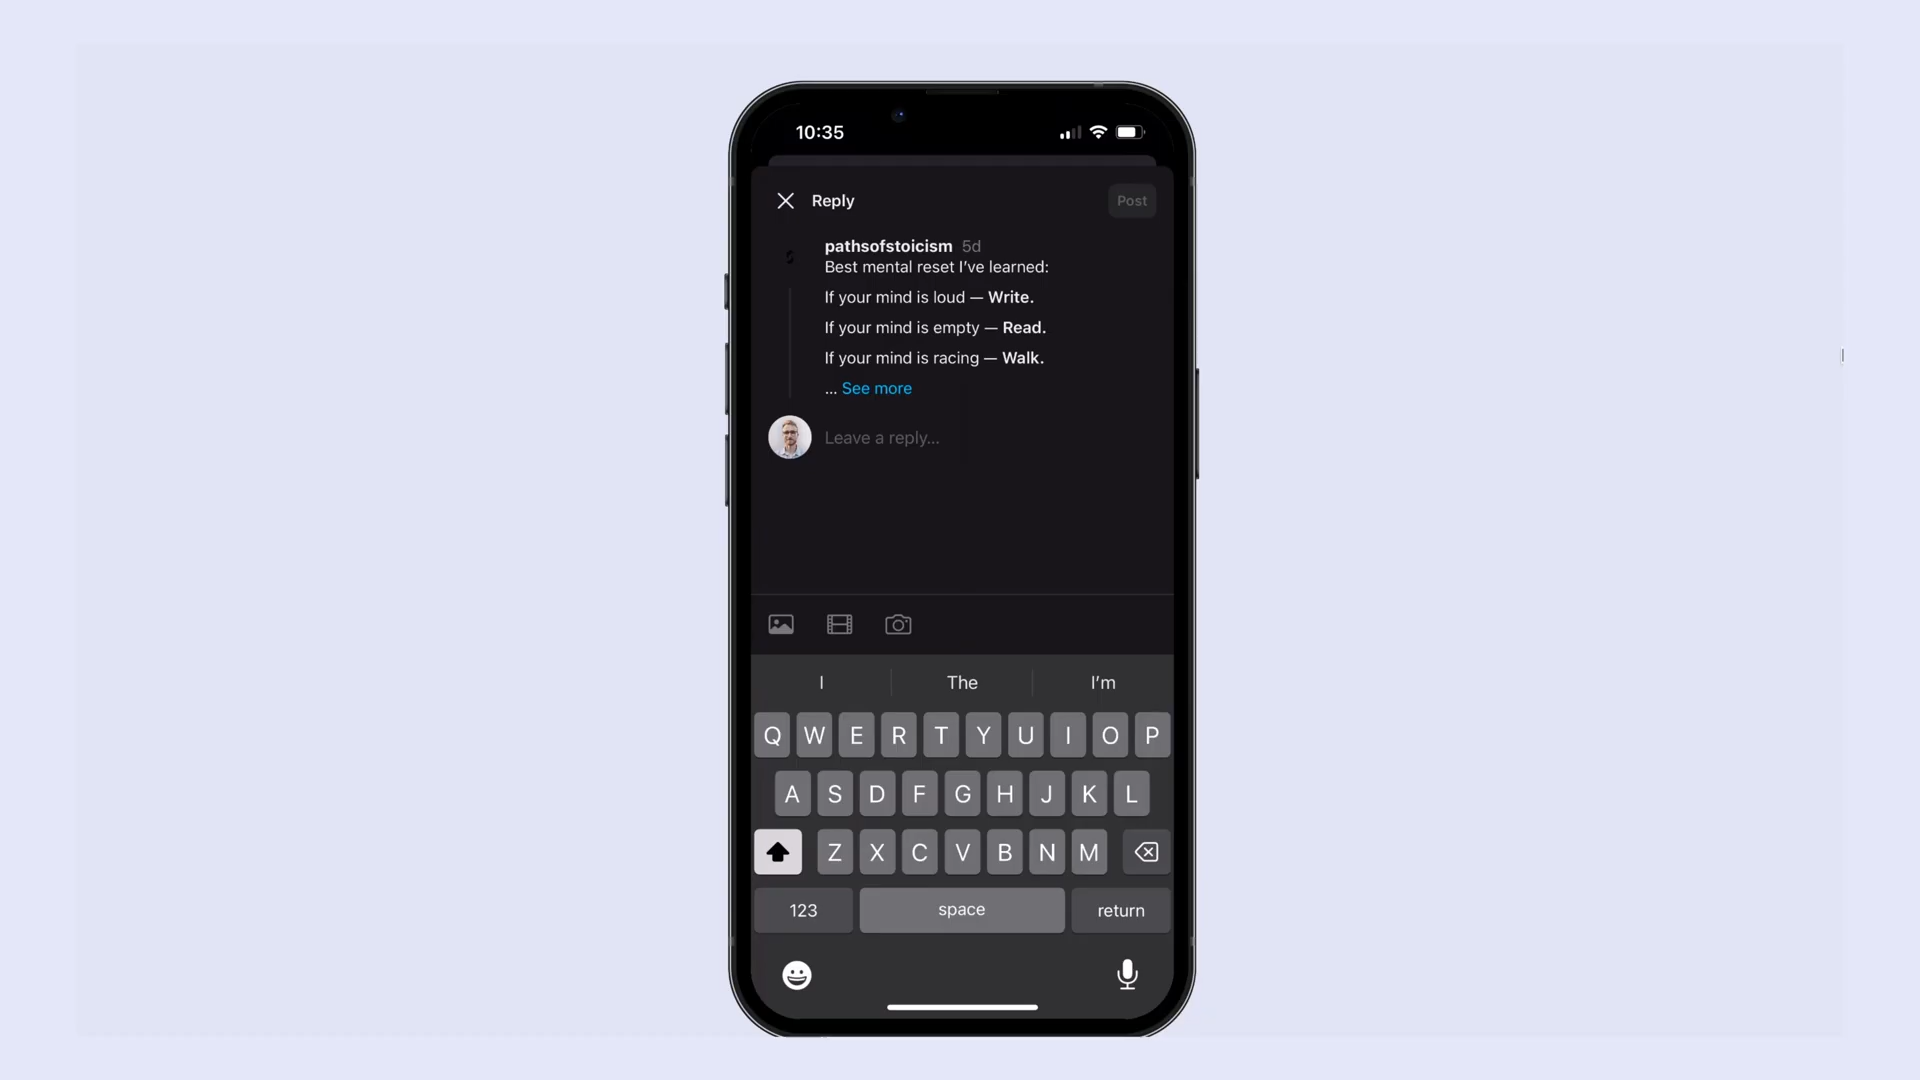 10:35
Reply
Post
pathsofstoicism 5d
Best mental reset I’ve learned:
If your mind is loud — Write.
If your mind is empty — Read.
If your mind is racing — Walk.
... See more
Leave a reply...
I The I’m
Q W E R T Y U I O P
A S D F G H J K L
Z X C V B N M
123 space return